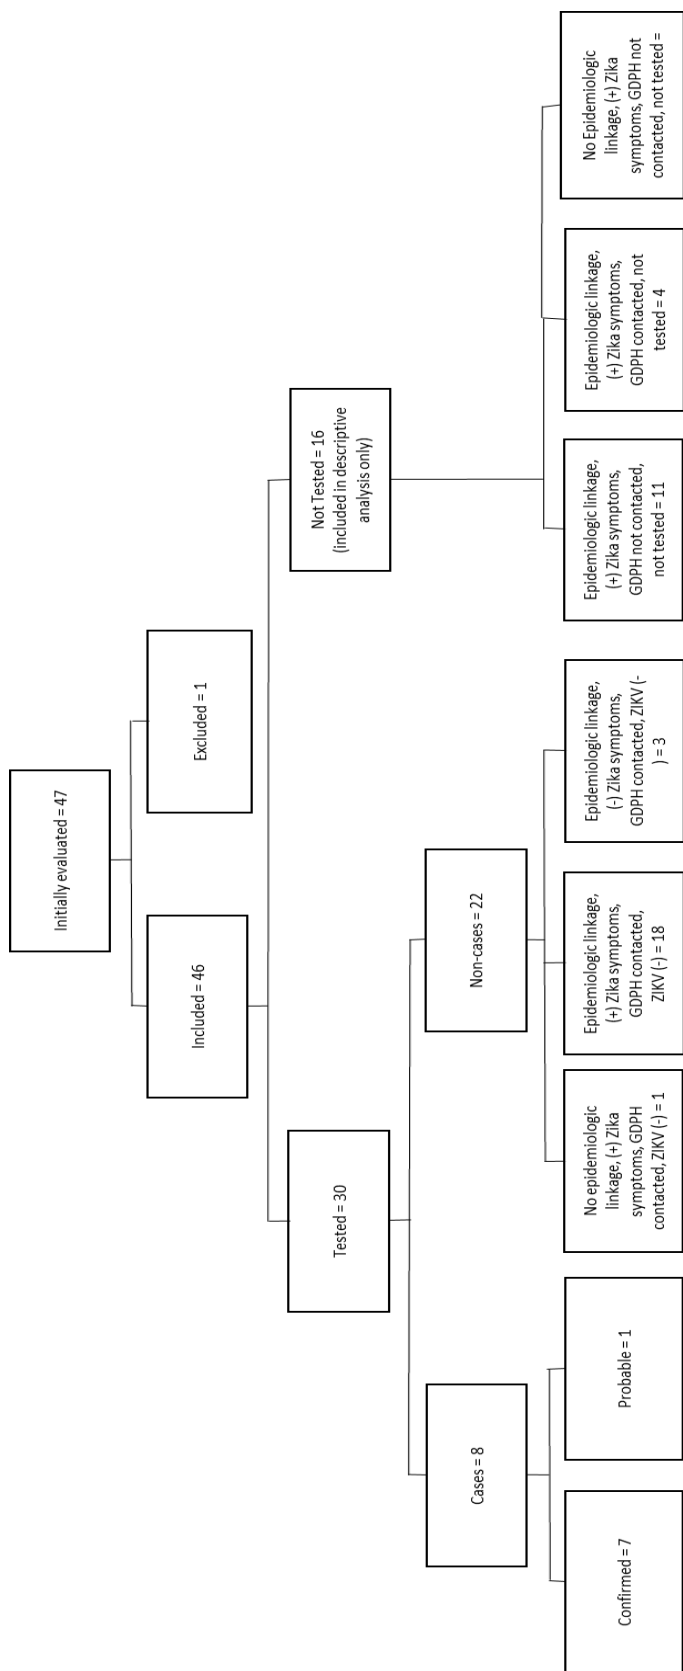 Initially evaluated = 47
Included = 46
Excluded = 1
Tested = 30
Not Tested = 16
(included in descriptive
analysis only)
Cases = 8
Non-cases = 22
Confirmed = 7
Probable = 1
No epidemiologic
linkage, (+) Zika
symptoms, GDPH
contacted, ZIKV (-) = 1
Epidemiologic linkage,
(+) Zika symptoms,
GDPH contacted,
ZIKV (-) = 18
Epidemiologic linkage,
(-) Zika symptoms,
GDPH contacted, ZIKV (-
) = 3
Epidemiologic linkage,
(+) Zika symptoms,
GDPH not contacted,
not tested = 11
Epidemiologic linkage,
(+) Zika symptoms,
GDPH contacted, not
tested = 4
No Epidemiologic
linkage, (+) Zika
symptoms, GDPH not
contacted, not tested =